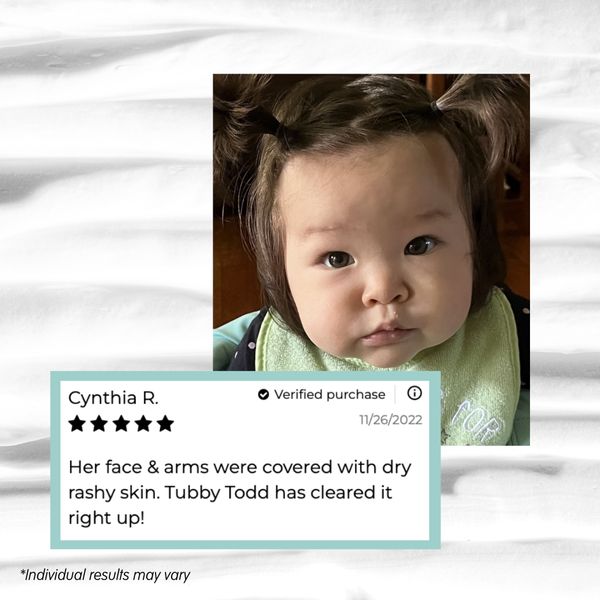 Cynthia R.
Verified purchase
11/26/2022
Her face & arms were covered with dry
rashy skin. Tubby Todd has cleared it
right up!
FOR
*Individual results may vary